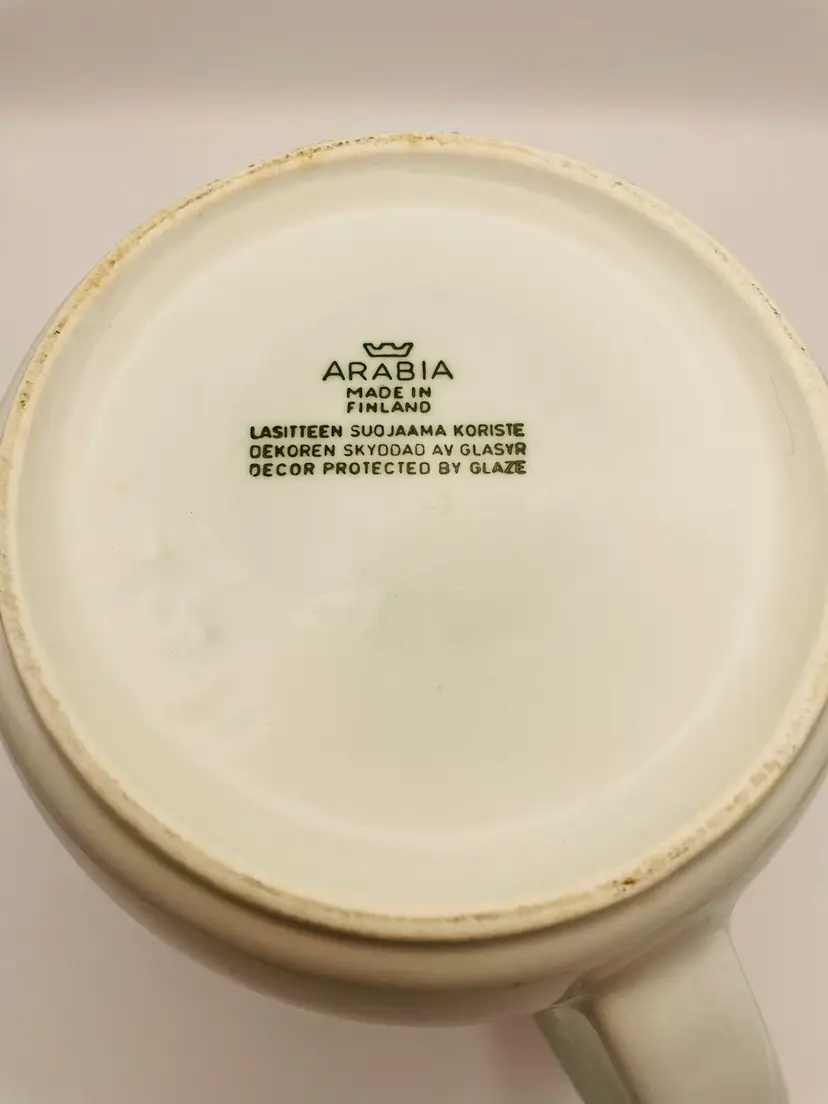 ARABIA
MADE IN
FINLAND
LASITTEEN SUOJAAMA KORISTE
DEKOREN SKYDDAD AV GLASYR
DECOR PROTECTED BY GLAZE